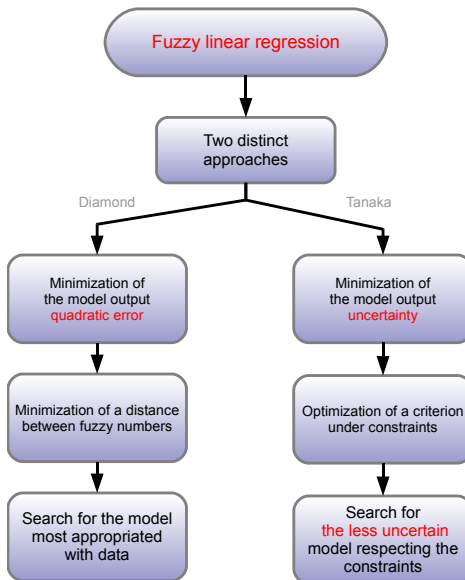 Fuzzy linear regression
Two distinct
approaches
Diamond
Tanaka
Minimization of
the model output
quadratic error
Minimization of
the model output
uncertainty
Minimization of a distance
between fuzzy numbers
Optimization of a criterion
under constraints
Search for the model
most appropriated
with data
Search for
the less uncertain
model respecting the
constraints